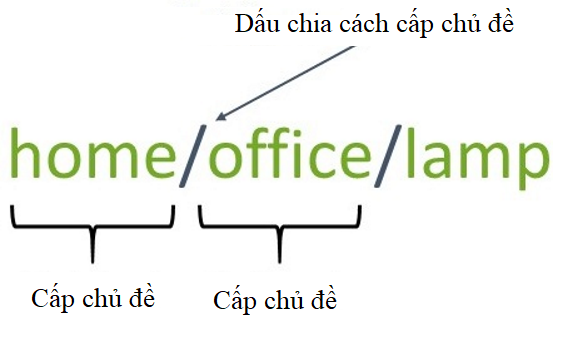 Dấu chia cách cấp chủ đề
home/office/lamp
Cấp chủ đề Cấp chủ đề